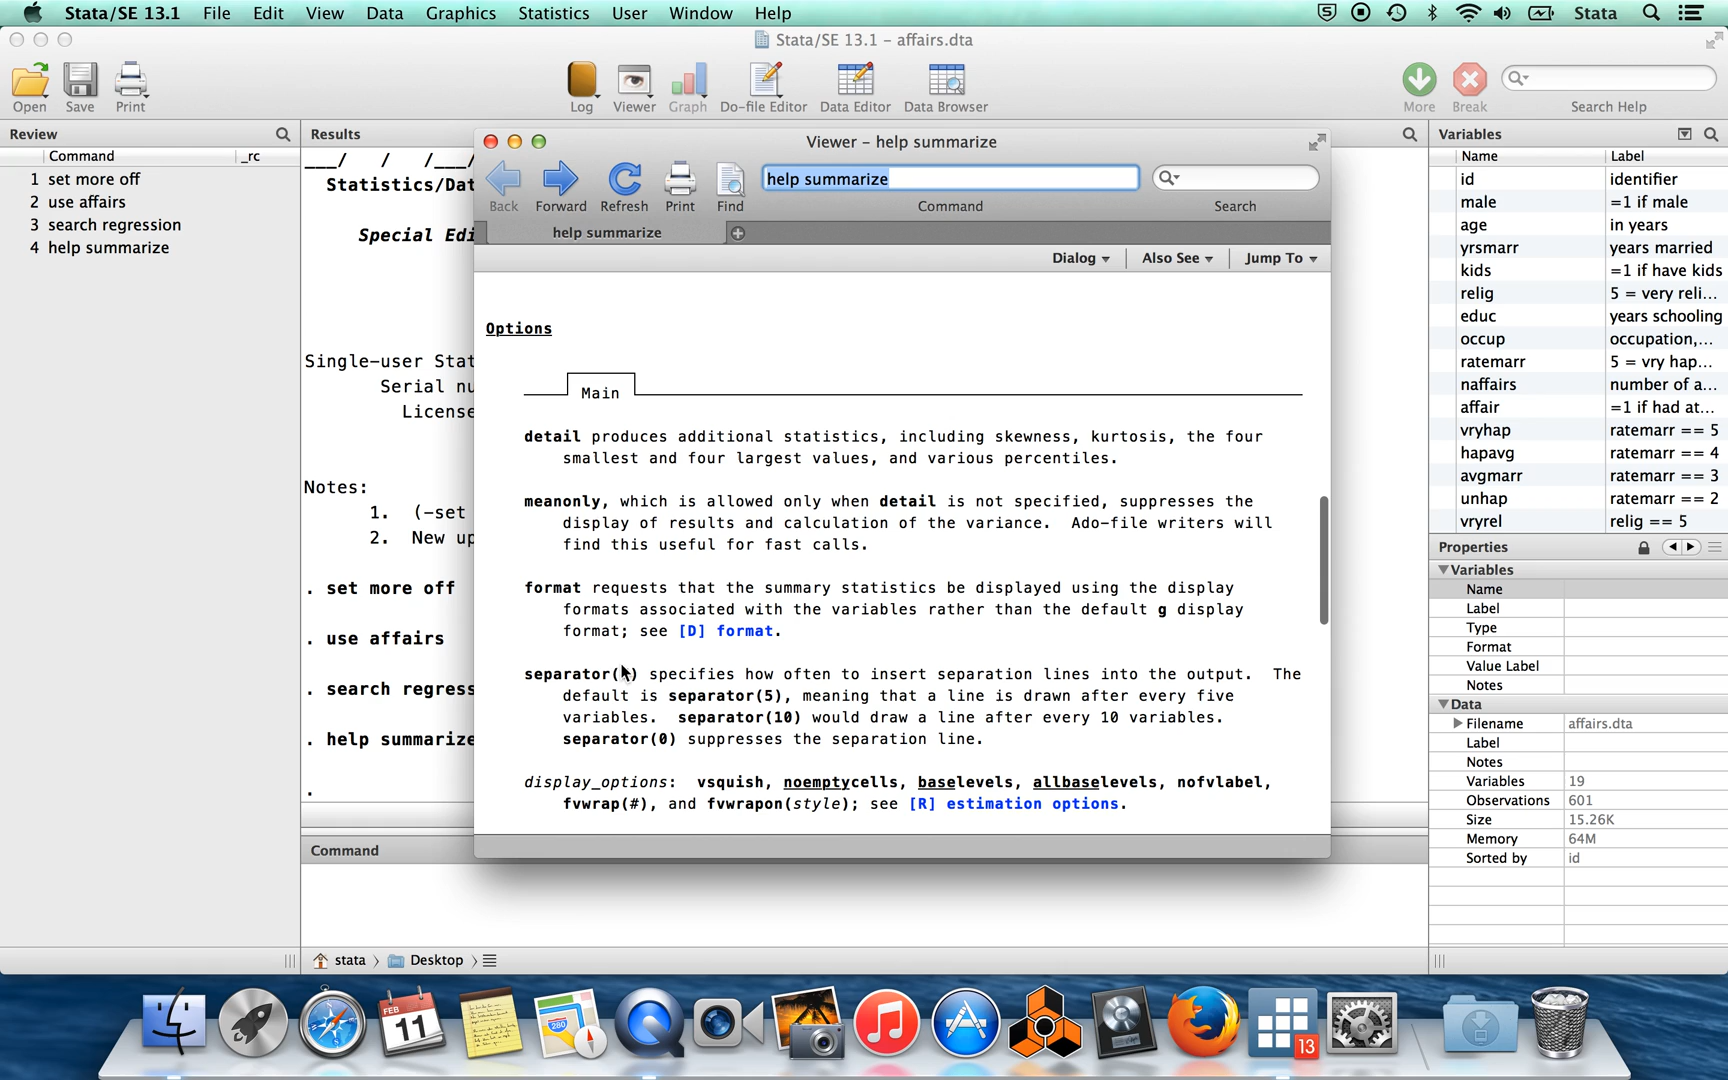 Stata/SE 13.1 File Edit View Data Graphics Statistics User Window Help Stata
Stata/SE 13.1 – affairs.dta
Open Save Print Log Viewer Graph Do-file Editor Data Editor Data Browser More Break Search Help
Review
Command _rc
1 set more off
2 use affairs
3 search regression
4 help summarize
Results
___/ / /___/
Statistics/Dat
Special Edi
Single-user Stat
Serial nu
License
Notes:
1. (-set
2. New up
. set more off
. use affairs
. search regress
. help summarize
.
Command
stata Desktop
Viewer – help summarize
help summarize
Back Forward Refresh Print Find Command Search
help summarize
Dialog Also See Jump To
Options
Main
detail produces additional statistics, including skewness, kurtosis, the four
smallest and four largest values, and various percentiles.
meanonly, which is allowed only when detail is not specified, suppresses the
display of results and calculation of the variance. Ado-file writers will
find this useful for fast calls.
format requests that the summary statistics be displayed using the display
formats associated with the variables rather than the default g display
format; see [D] format.
separator( ) specifies how often to insert separation lines into the output. The
default is separator(5), meaning that a line is drawn after every five
variables. separator(10) would draw a line after every 10 variables.
separator(0) suppresses the separation line.
display_options: vsquish, noemptycells, baselevels, allbaselevels, nofvlabel,
fvwrap(#), and fvwrapon(style); see [R] estimation options.
Variables
Name Label
id identifier
male =1 if male
age in years
yrsmarr years married
kids =1 if have kids
relig 5 = very reli...
educ years schooling
occup occupation,...
ratemarr 5 = vry hap...
naffairs number of a...
affair =1 if had at...
vryhap ratemarr == 5
hapavg ratemarr == 4
avgmarr ratemarr == 3
unhap ratemarr == 2
vryrel relig == 5
Properties
Variables
Name
Label
Type
Format
Value Label
Notes
Data
Filename affairs.dta
Label
Notes
Variables 19
Observations 601
Size 15.26K
Memory 64M
Sorted by id
FEB
11
280
13